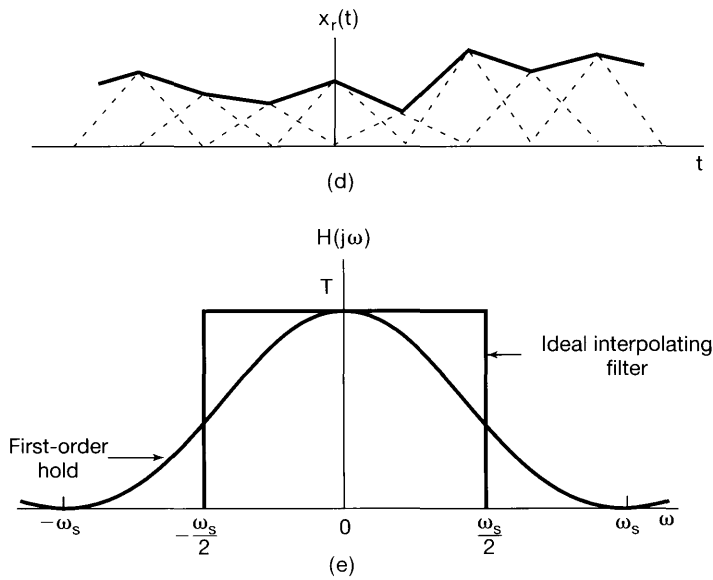 xᵣ(t)
t
(d)
H(jω)
T
Ideal interpolating
filter
First-order
hold
−ωₛ
−ωₛ/2
0
ωₛ/2
ωₛ
ω
(e)